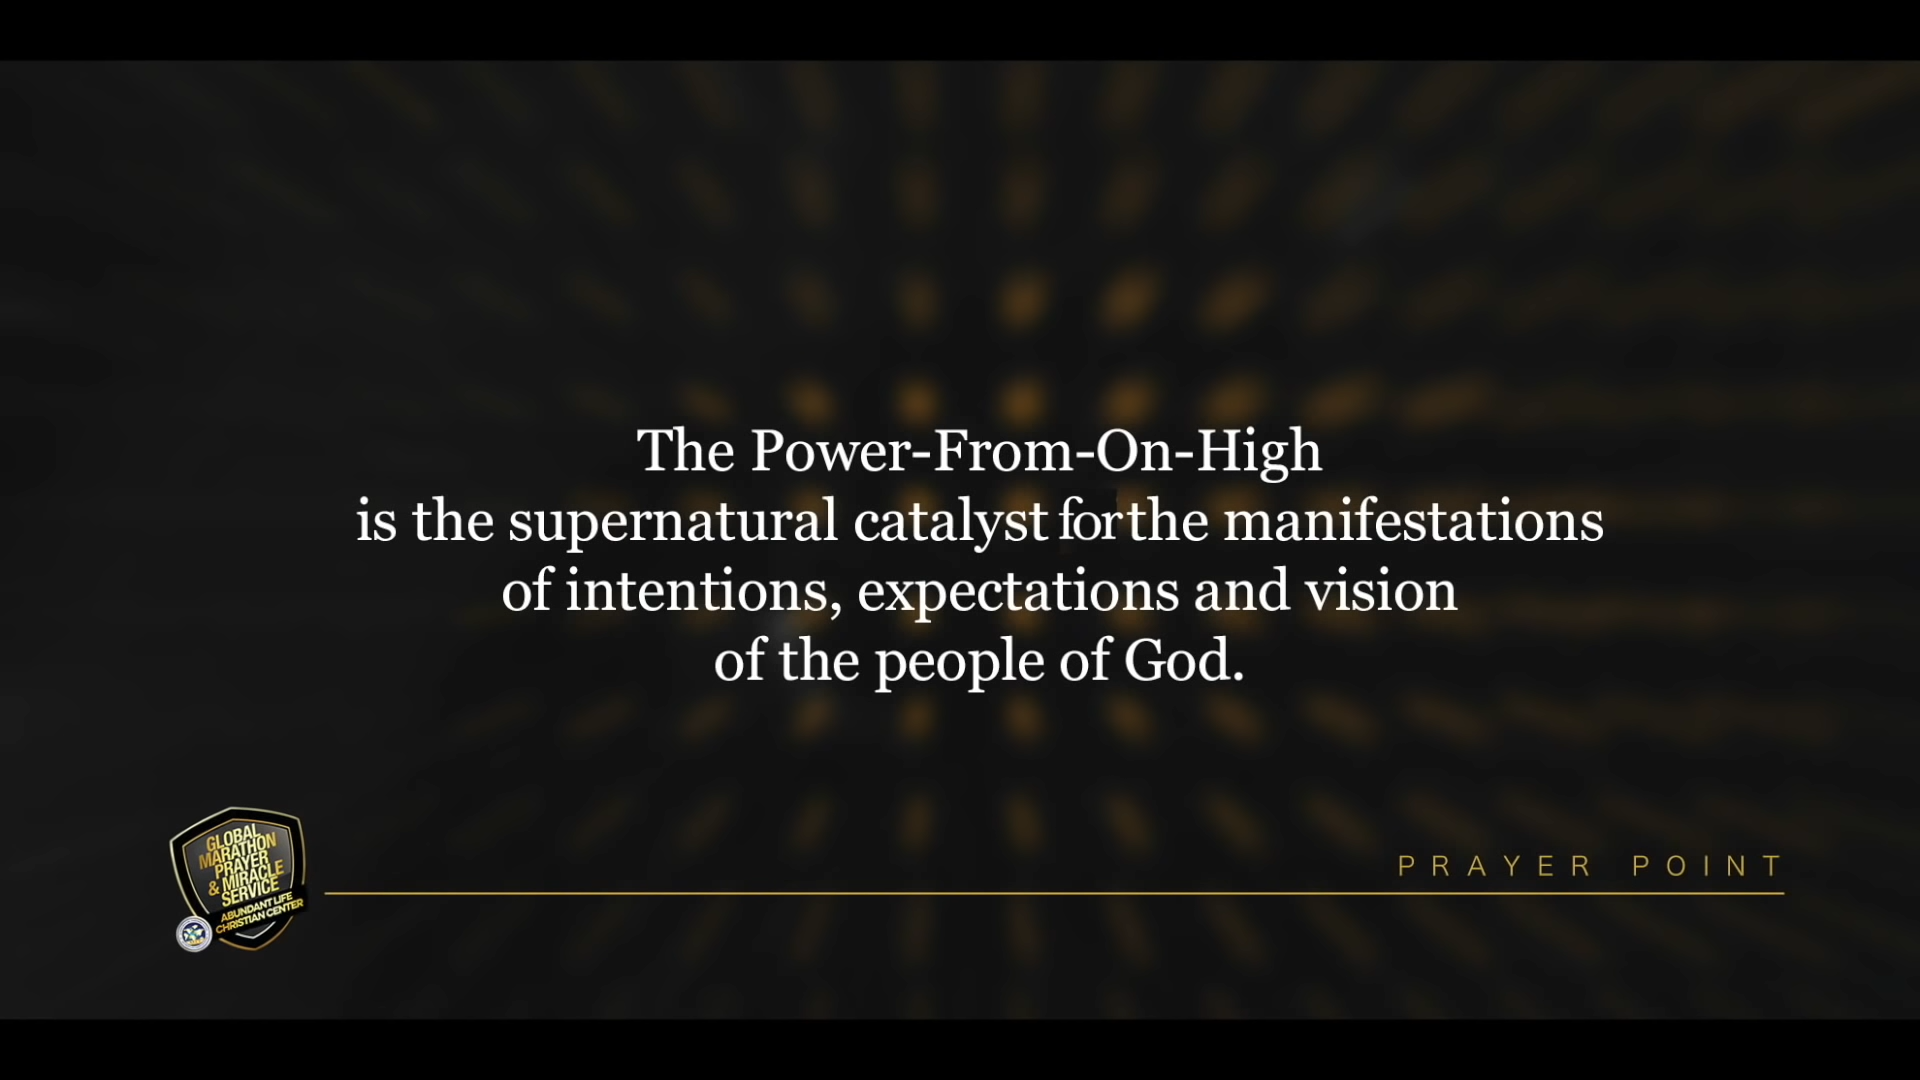 The Power-From-On-High
is the supernatural catalyst for the manifestations
of intentions, expectations and vision
of the people of God.
PRAYER POINT
GLOBAL
MARATHON
PRAYER
& MIRACLE
SERVICE
ABUNDANT LIFE
CHRISTIAN CENTER